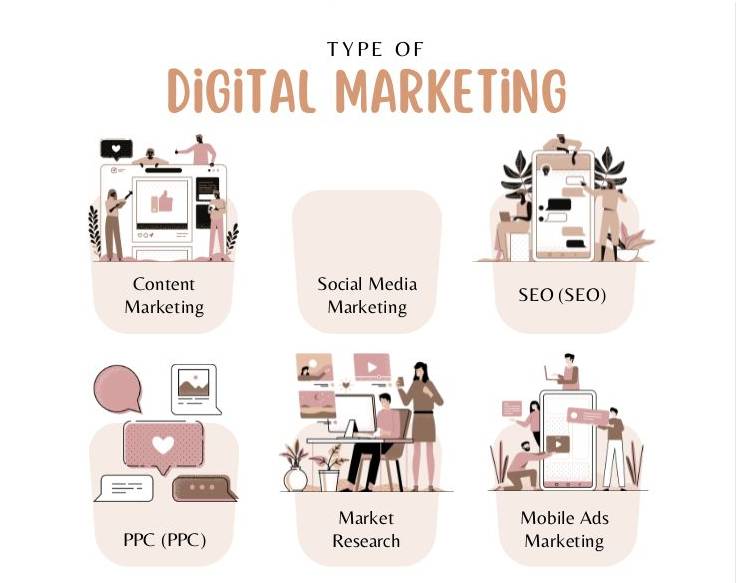 TYPE OF
DiGiTAL MARKETiNG
Content
Marketing
Social Media
Marketing
SEO (SEO)
PPC (PPC)
Market
Research
Mobile Ads
Marketing